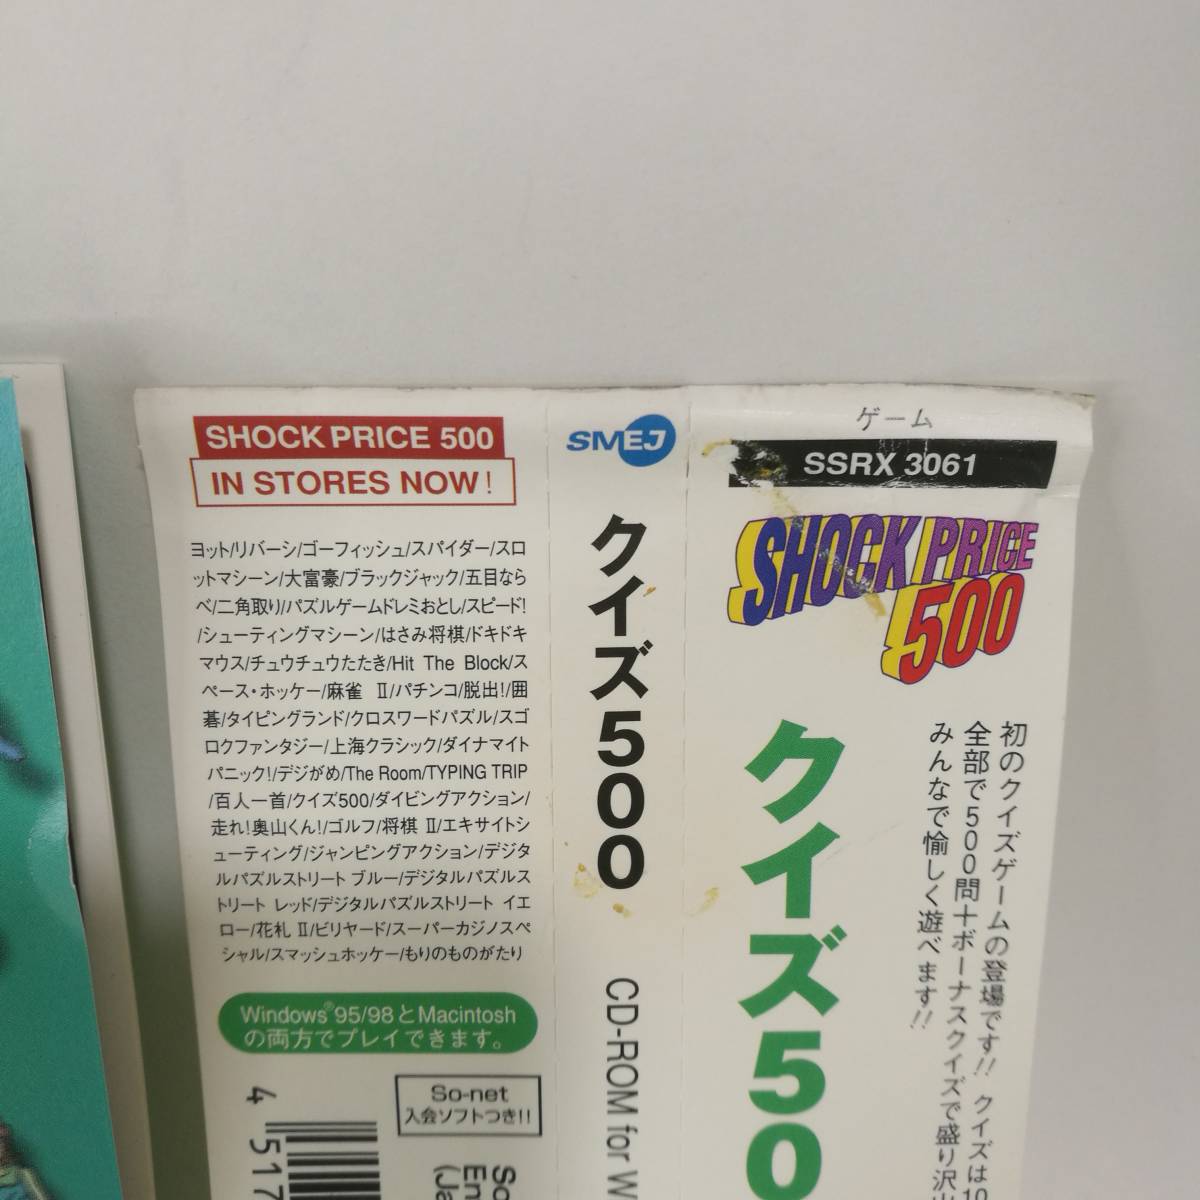 SHOCK PRICE 500
IN STORES NOW!
ヨット/リバーシ/ゴーフィッシュ/スパイダー/スロ
ットマシーン/大富豪/ブラックジャック/五目なら
べ/二角取り/パズルゲームドレミおとし/スピード!
/シューティングマシーン/はさみ将棋/ドキドキ
マウス/チュウチュウたたき/Hit The Block/ス
ペース・ホッケー/麻雀 II/パチンコ/脱出!/囲
碁/タイピングランド/クロスワードパズル/スゴ
ロクファンタジー/上海クラシック/ダイナマイト
パニック!/デジがめ/The Room/TYPING TRIP
/百人一首/クイズ500/ダイビングアクション/
走れ!奥山くん!/ゴルフ/将棋 II/エキサイトシ
ューティング/ジャンピングアクション/デジタ
ルパズルストリート ブルー/デジタルパズルス
トリート レッド/デジタルパズルストリート イエ
ロー/花札 II/ビリヤード/スーパーカジノスペ
シャル/スマッシュホッケー/もりのものがたり
Windows®95/98とMacintosh
の両方でプレイできます。
So-net
入会ソフトつき!!
4 517
So
En
(Ja
SMEJ
クイズ500
CD-ROM for W
ゲーム
SSRX 3061
SHOCK PRICE
500
クイズ50
初のクイズゲームの登場です!! クイズは10
全部で500問+ボーナスクイズで盛り沢山
みんなで愉しく遊べます!!